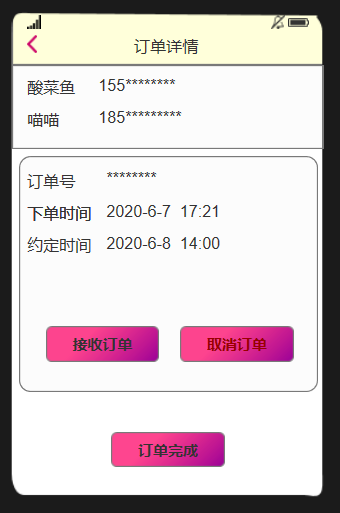 订单详情
酸菜鱼 155********
喵喵 185*********
订单号 ********
下单时间 2020-6-7 17:21
约定时间 2020-6-8 14:00
接收订单 取消订单
订单完成